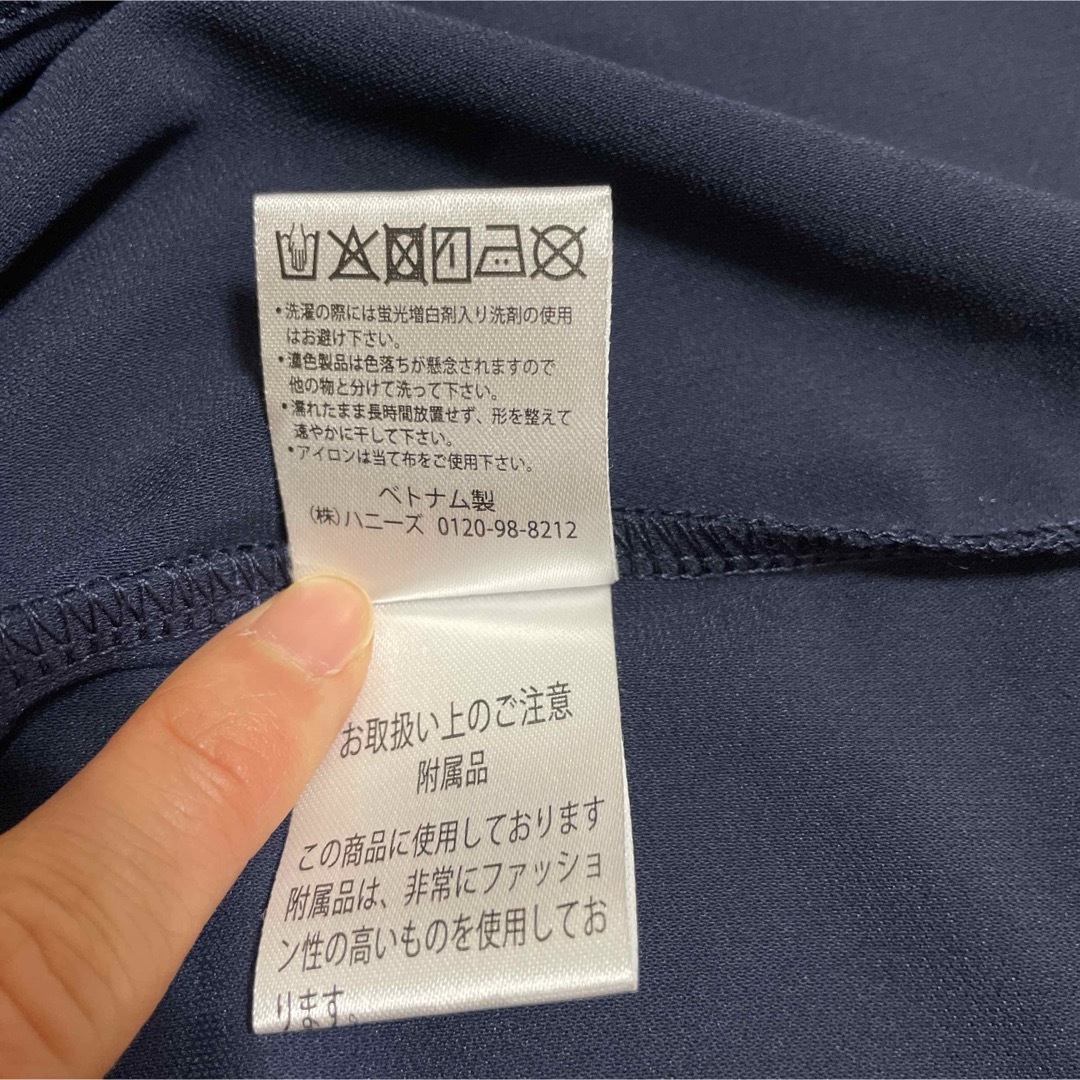 •洗濯の際には蛍光増白剤入り洗剤の使用
はお避け下さい。
•濃色製品は色落ちが懸念されますので
他の物と分けて洗って下さい。
•濡れたまま長時間放置せず、形を整えて
速やかに干して下さい。
•アイロンは当て布をご使用下さい。
ベトナム製
(株)ハニーズ 0120-98-8212
お取扱い上のご注意
附属品
この商品に使用しております
附属品は、非常にファッショ
ン性の高いものを使用してお
ります。